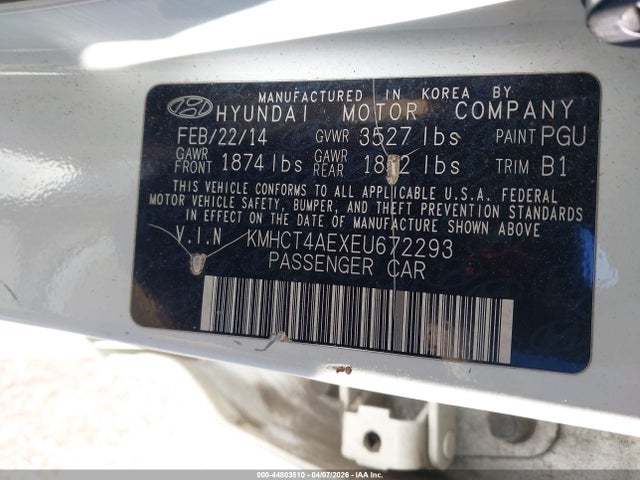 MANUFACTURED IN KOREA BY
HYUNDAI MOTOR COMPANY
FEB/22/14 GVWR 3527 lbs PAINT PGU
GAWR FRONT 1874 lbs GAWR REAR lbs TRIM B1
THIS VEHICLE CONFORMS TO ALL APPLICABLE U.S.A. FEDERAL
MOTOR VEHICLE SAFETY, BUMPER, AND THEFT PREVENTION STANDARDS
IN EFFECT ON THE DATE OF MANUFACTURE SHOWN ABOVE
V.I.N KMHCT4AEXEU672293
PASSENGER CAR
000-44803510 - 04/07/2026 - IAA Inc.